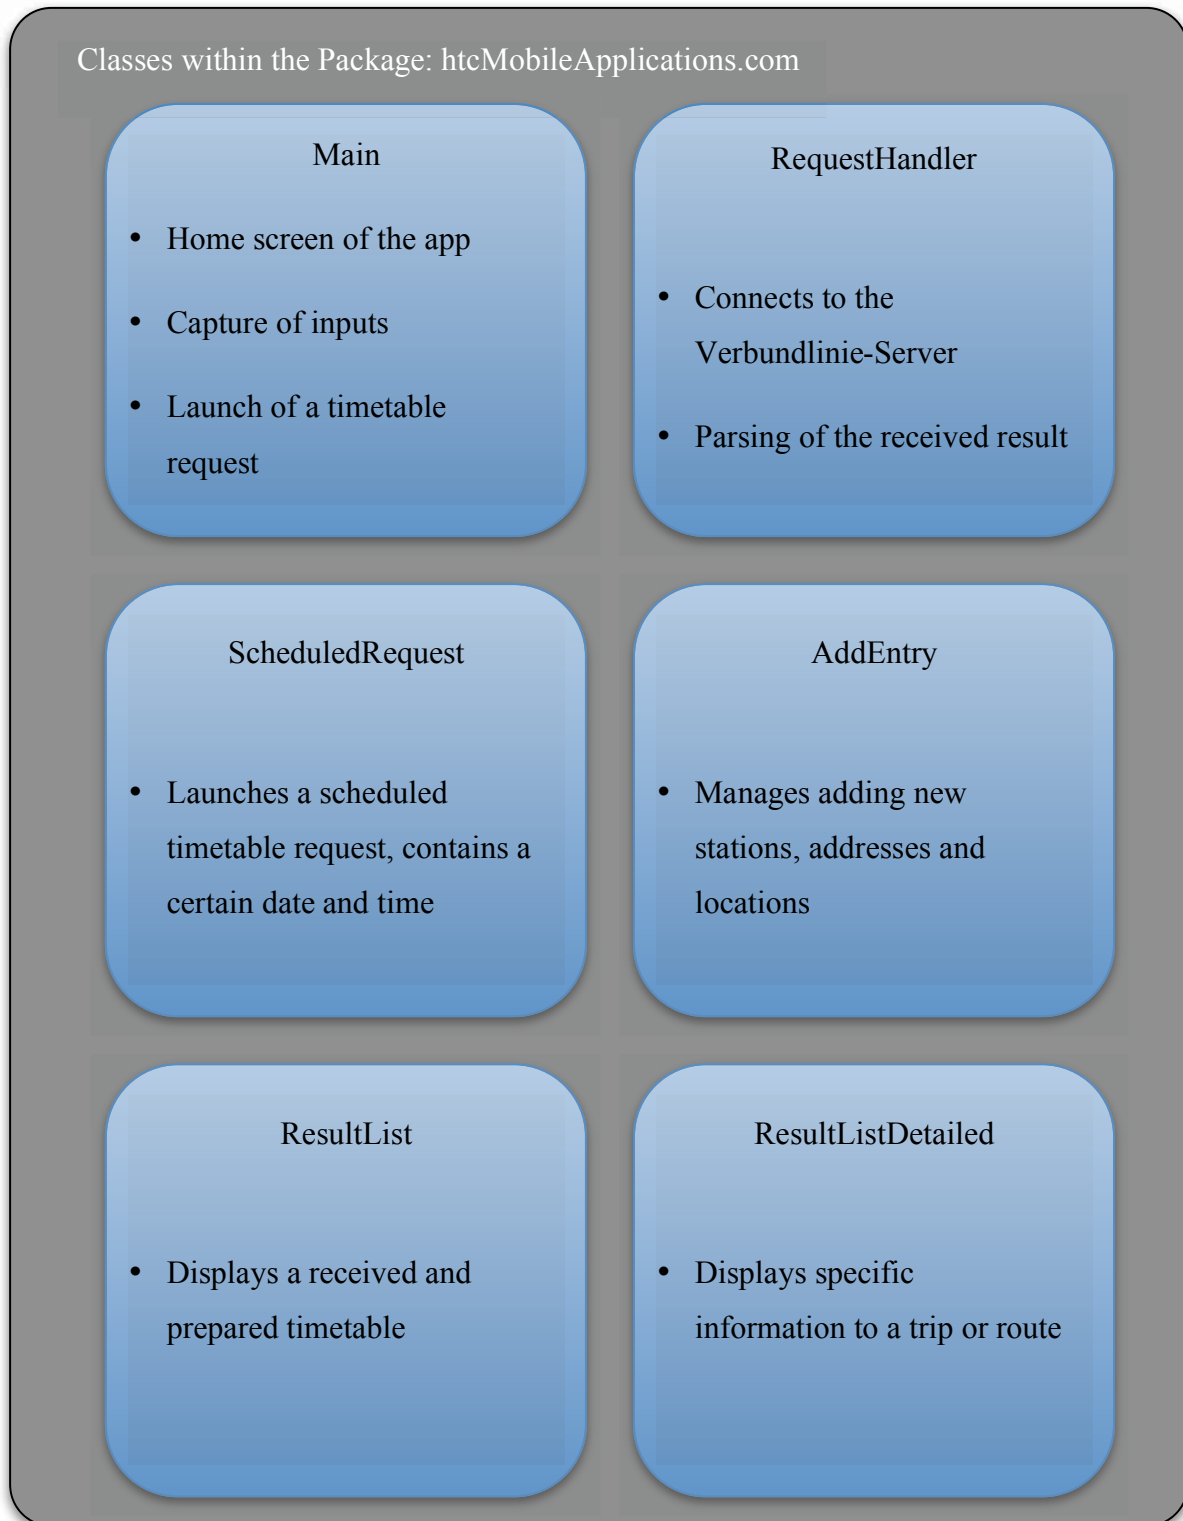 Classes within the Package: htcMobileApplications.com
Main
• Home screen of the app
• Capture of inputs
• Launch of a timetable
request
RequestHandler
• Connects to the
Verbundlinie-Server
• Parsing of the received result
ScheduledRequest
• Launches a scheduled
timetable request, contains a
certain date and time
AddEntry
• Manages adding new
stations, addresses and
locations
ResultList
• Displays a received and
prepared timetable
ResultListDetailed
• Displays specific
information to a trip or route